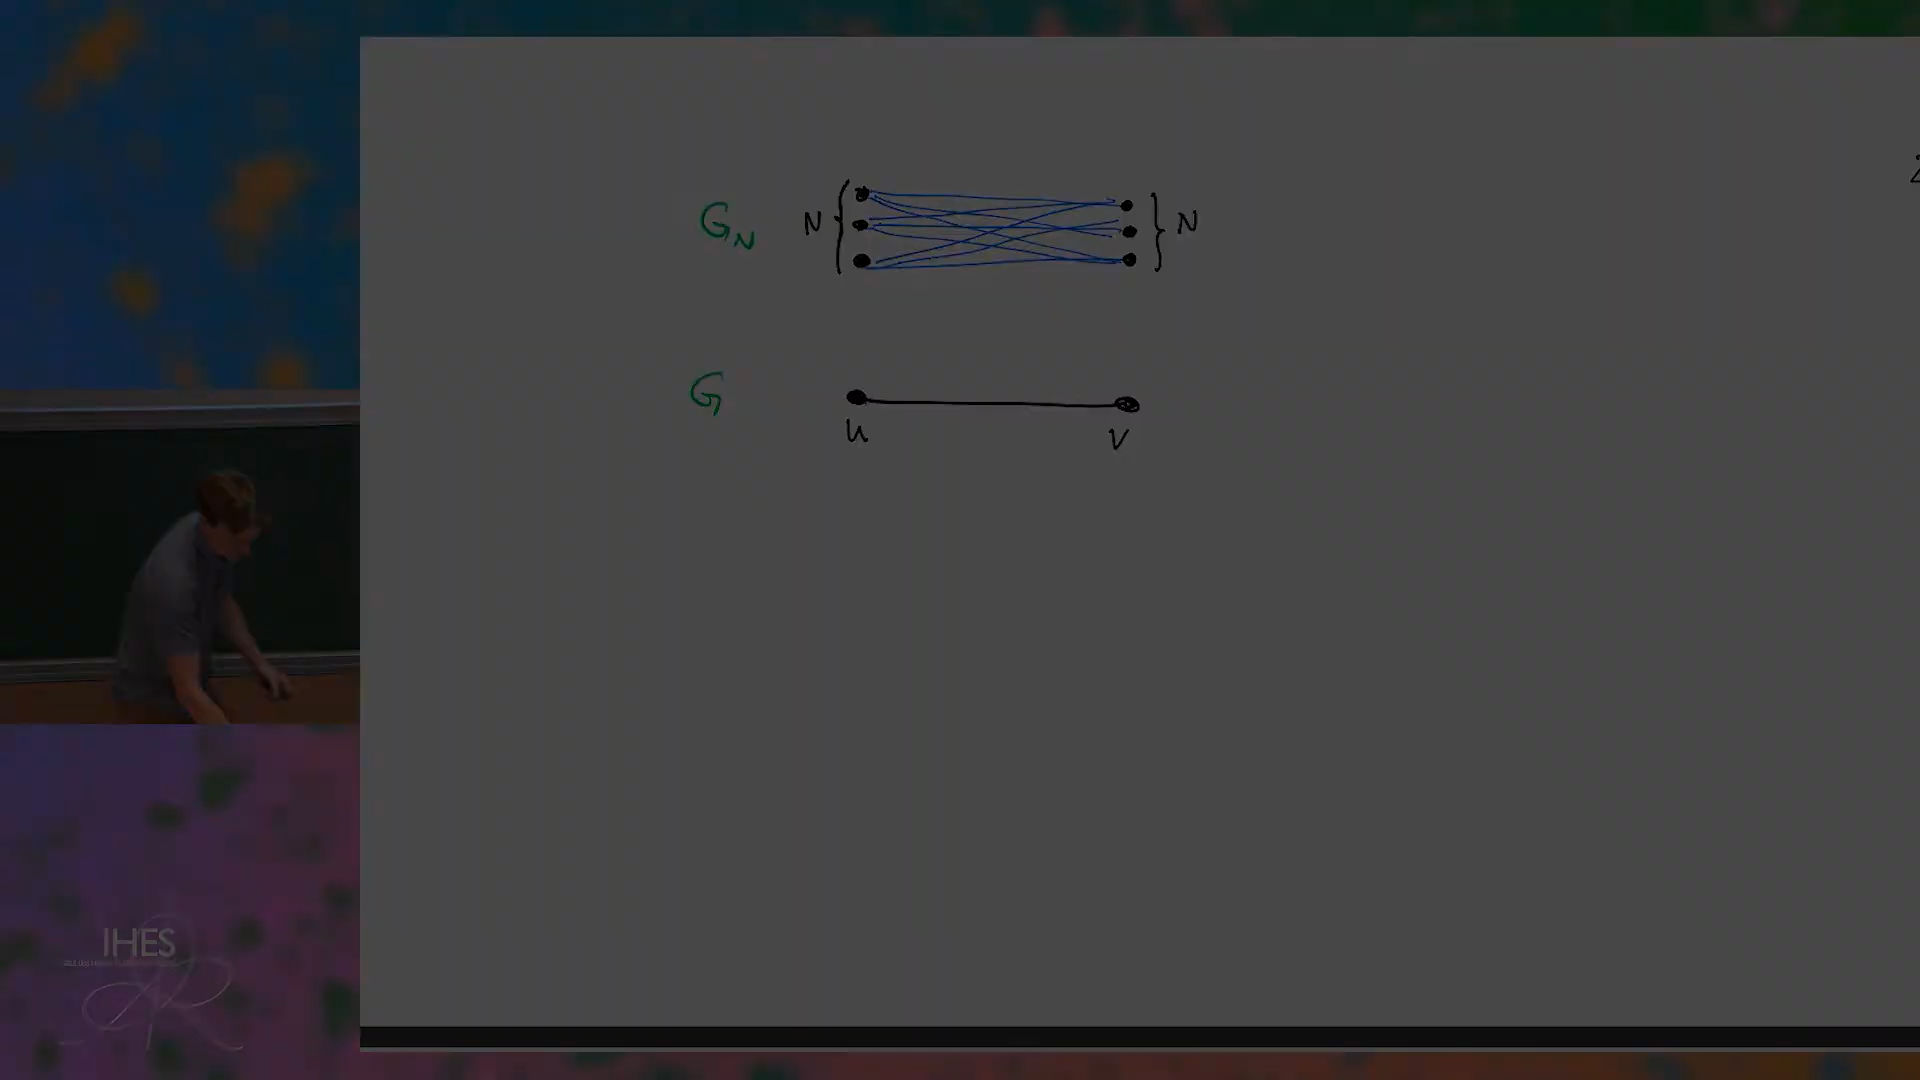 G_N N { } N
G
u v
IHES